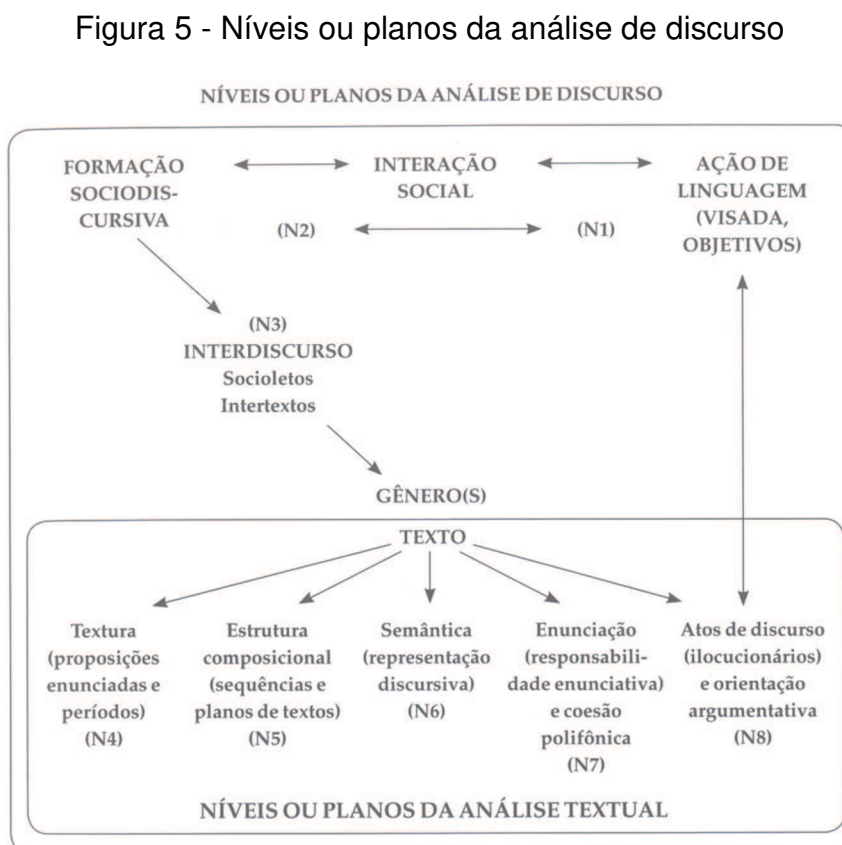 Figura 5 - Níveis ou planos da análise de discurso
NÍVEIS OU PLANOS DA ANÁLISE DE DISCURSO
FORMAÇÃO
SOCIODIS-
CURSIVA
INTERAÇÃO
SOCIAL
AÇÃO DE
LINGUAGEM
(VISADA,
OBJETIVOS)
(N2)
(N1)
(N3)
INTERDISCURSO
Socioletos
Intertextos
GÊNERO(S)
TEXTO
Textura
(proposições
enunciadas e
períodos)
(N4)
Estrutura
composicional
(sequências e
planos de textos)
(N5)
Semântica
(representação
discursiva)
(N6)
Enunciação
(responsabili-
dade enunciativa)
e coesão
polifônica
(N7)
Atos de discurso
(ilocucionários)
e orientação
argumentativa
(N8)
NÍVEIS OU PLANOS DA ANÁLISE TEXTUAL